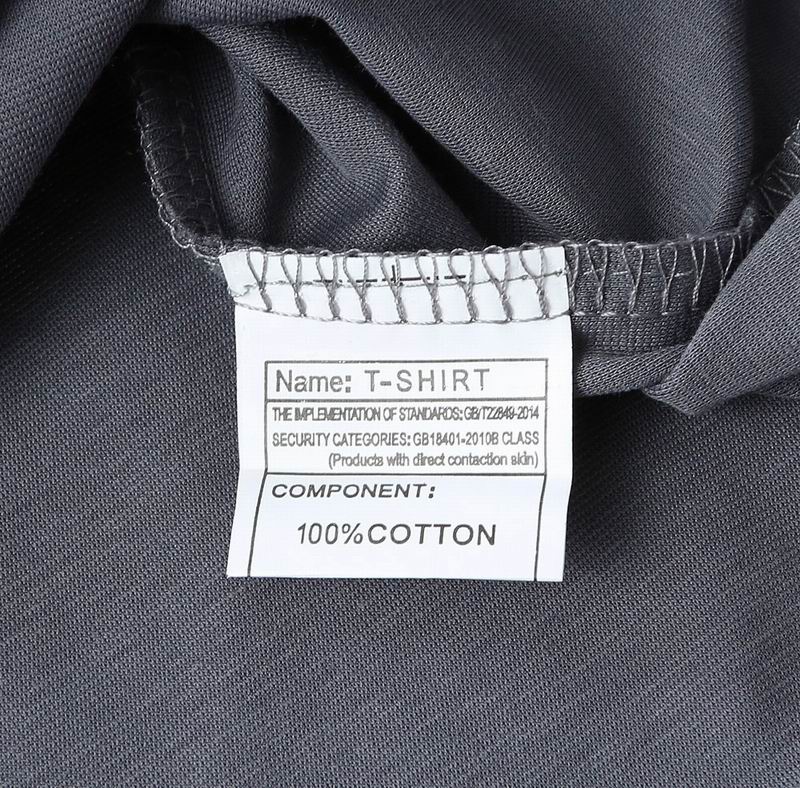 Name: T-SHIRT
THE IMPLEMENTATION OF STANDARDS: GB/T22849-2014
SECURITY CATEGORIES: GB18401-2010B CLASS
(Products with direct contaction skin)
COMPONENT:
100%COTTON